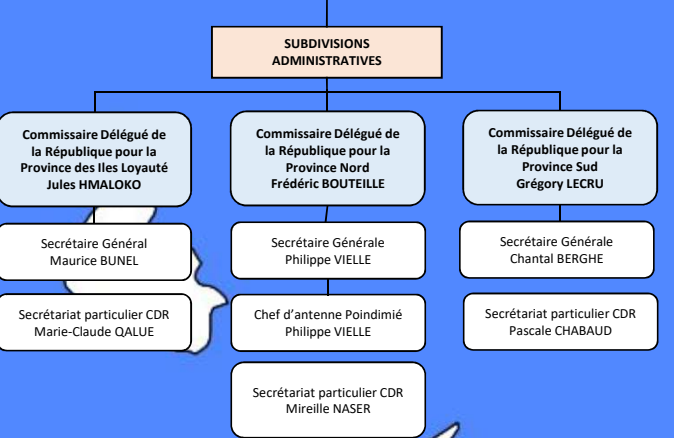 SUBDIVISIONS
ADMINISTRATIVES
Commissaire Délégué de
la République pour la
Province des Iles Loyauté
Jules HMALOKO
Secrétaire Général
Maurice BUNEL
Secrétariat particulier CDR
Marie-Claude QALUE
Commissaire Délégué de
la République pour la
Province Nord
Frédéric BOUTEILLE
Secrétaire Générale
Philippe VIELLE
Chef d’antenne Poindimié
Philippe VIELLE
Secrétariat particulier CDR
Mireille NASER
Commissaire Délégué de
la République pour la
Province Sud
Grégory LECRU
Secrétaire Générale
Chantal BERGHE
Secrétariat particulier CDR
Pascale CHABAUD